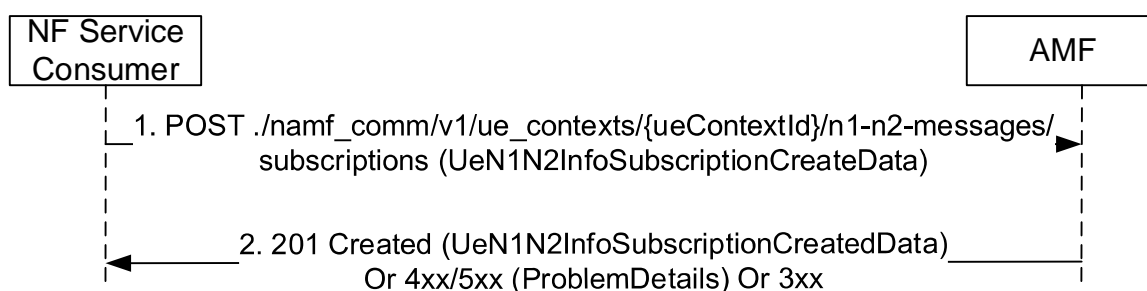 NF Service
Consumer
AMF
1. POST ./namf_comm/v1/ue_contexts/{ueContextId}/n1-n2-messages/
subscriptions (UeN1N2InfoSubscriptionCreateData)
2. 201 Created (UeN1N2InfoSubscriptionCreatedData)
Or 4xx/5xx (ProblemDetails) Or 3xx